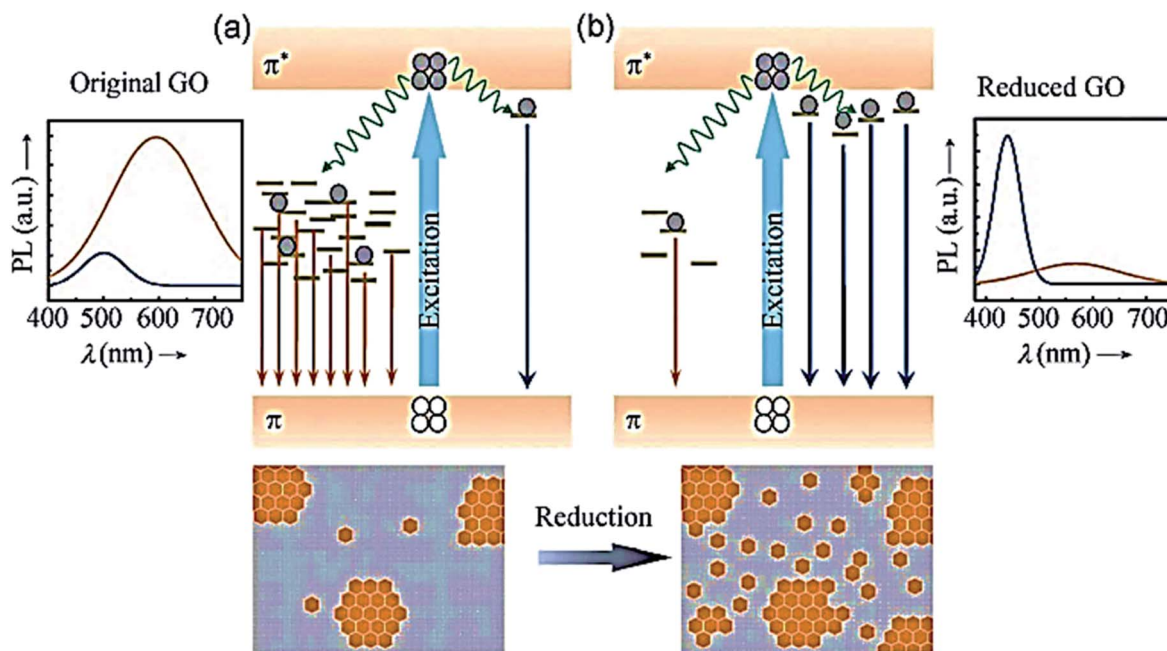 (a)
(b)
π*
π*
Original GO
Reduced GO
PL (a.u.) →
400 500 600 700
λ (nm) →
Excitation
Excitation
PL (a.u.) →
400 500 600 700
λ (nm) →
π
π
Reduction